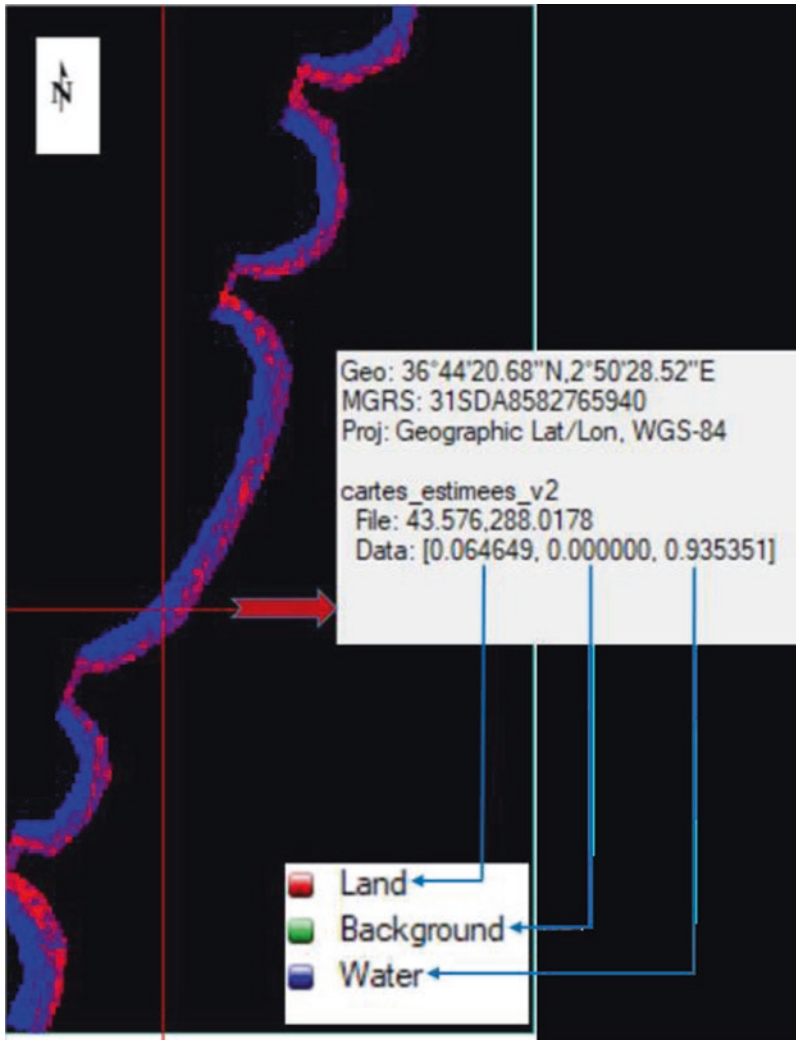 N
Geo: 36°44'20.68"N,2°50'28.52"E
MGRS: 31SDA8582765940
Proj: Geographic Lat/Lon, WGS-84
cartes_estimees_v2
File: 43.576,288.0178
Data: [0.064649, 0.000000, 0.935351]
Land
Background
Water